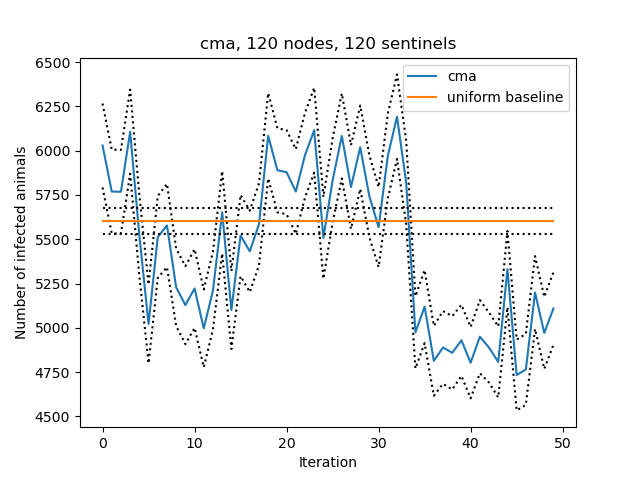 cma, 120 nodes, 120 sentinels
cma
uniform baseline
Number of infected animals
6500
6250
6000
5750
5500
5250
5000
4750
4500
0 10 20 30 40 50
Iteration